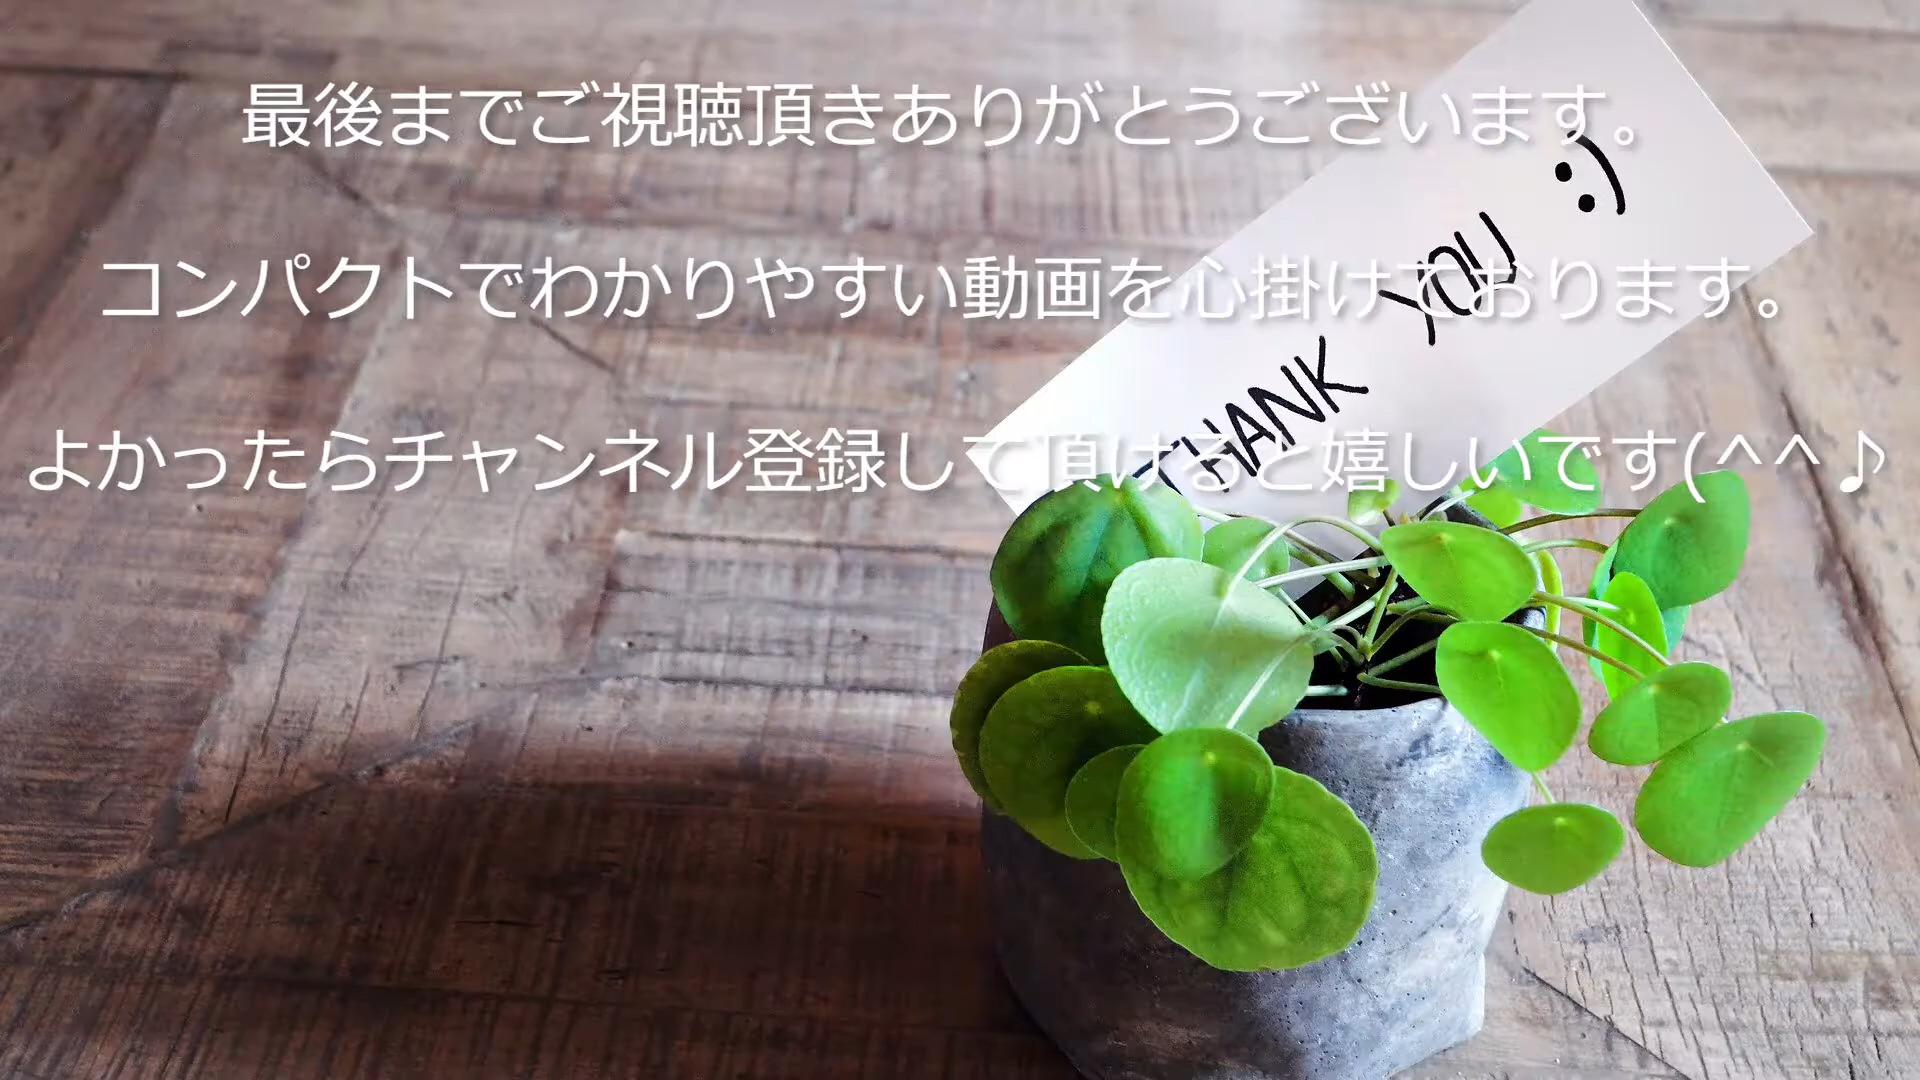 最後までご視聴頂きありがとうございます。
コンパクトでわかりやすい動画を心掛けております。
よかったらチャンネル登録して頂けると嬉しいです(^^♪
THANK YOU :)